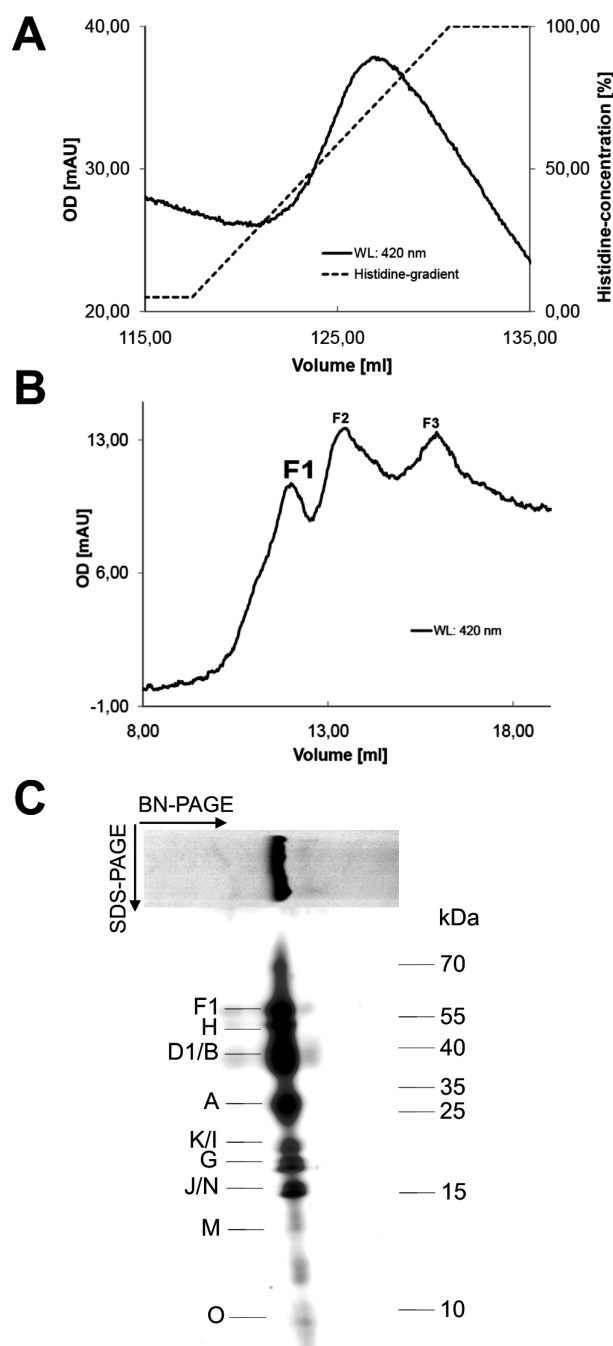 A
40,00
30,00
20,00
OD [mAU]
100,00
50,00
0,00
Histidine-concentration [%]
WL: 420 nm
Histidine-gradient
115,00 125,00 135,00
Volume [ml]
B
13,00
6,00
-1,00
OD [mAU]
F1
F2
F3
WL: 420 nm
8,00 13,00 18,00
Volume [ml]
C
BN-PAGE
SDS-PAGE
kDa
70
F1
55
H
D1/B
40
35
A
25
K/I
G
J/N
15
M
O
10